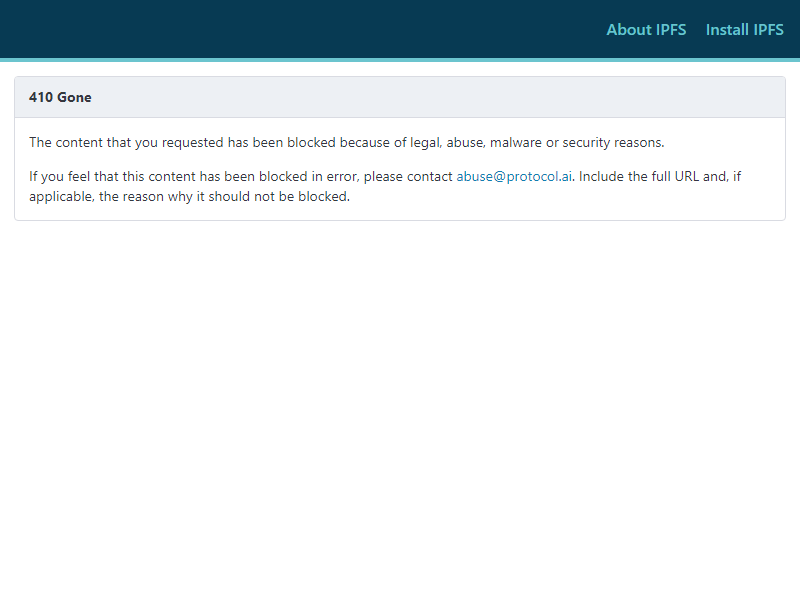 About IPFS Install IPFS
410 Gone
The content that you requested has been blocked because of legal, abuse, malware or security reasons.
If you feel that this content has been blocked in error, please contact abuse@protocol.ai. Include the full URL and, if
applicable, the reason why it should not be blocked.